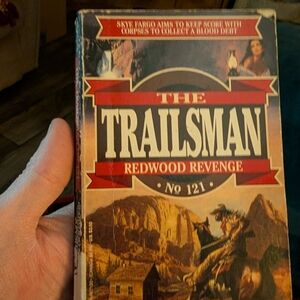 SKYE FARGO AIMS TO KEEP SCORE WITH
CORPSES TO COLLECT A BLOOD DEBT
THE
TRAILSMAN
REDWOOD REVENGE
• Nº 121 •